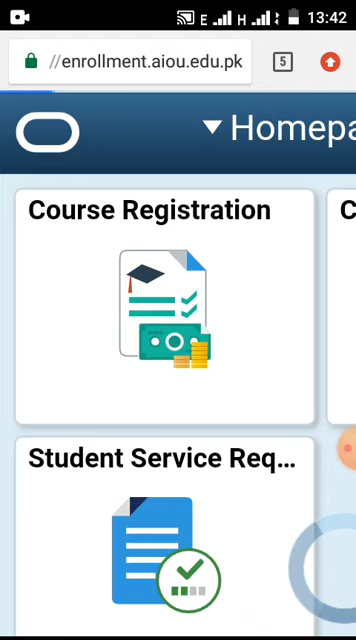 E H 13:42
//enrollment.aiou.edu.pk
5
Homepa
Course Registration
C
Student Service Req...